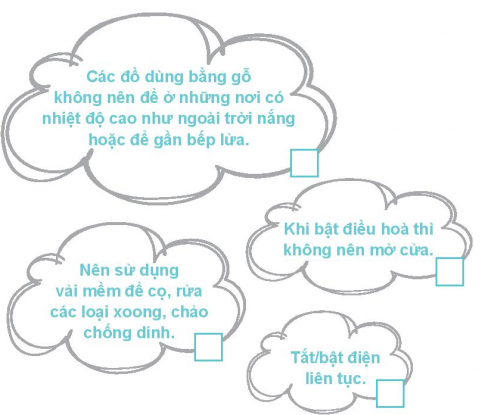 Các đồ dùng bằng gỗ
không nên để ở những nơi có
nhiệt độ cao như ngoài trời nắng
hoặc để gần bếp lửa.
Khi bật điều hoà thì
không nên mở cửa.
Nên sử dụng
vải mềm để cọ, rửa
các loại xoong, chảo
chống dính.
Tắt/bật điện
liên tục.